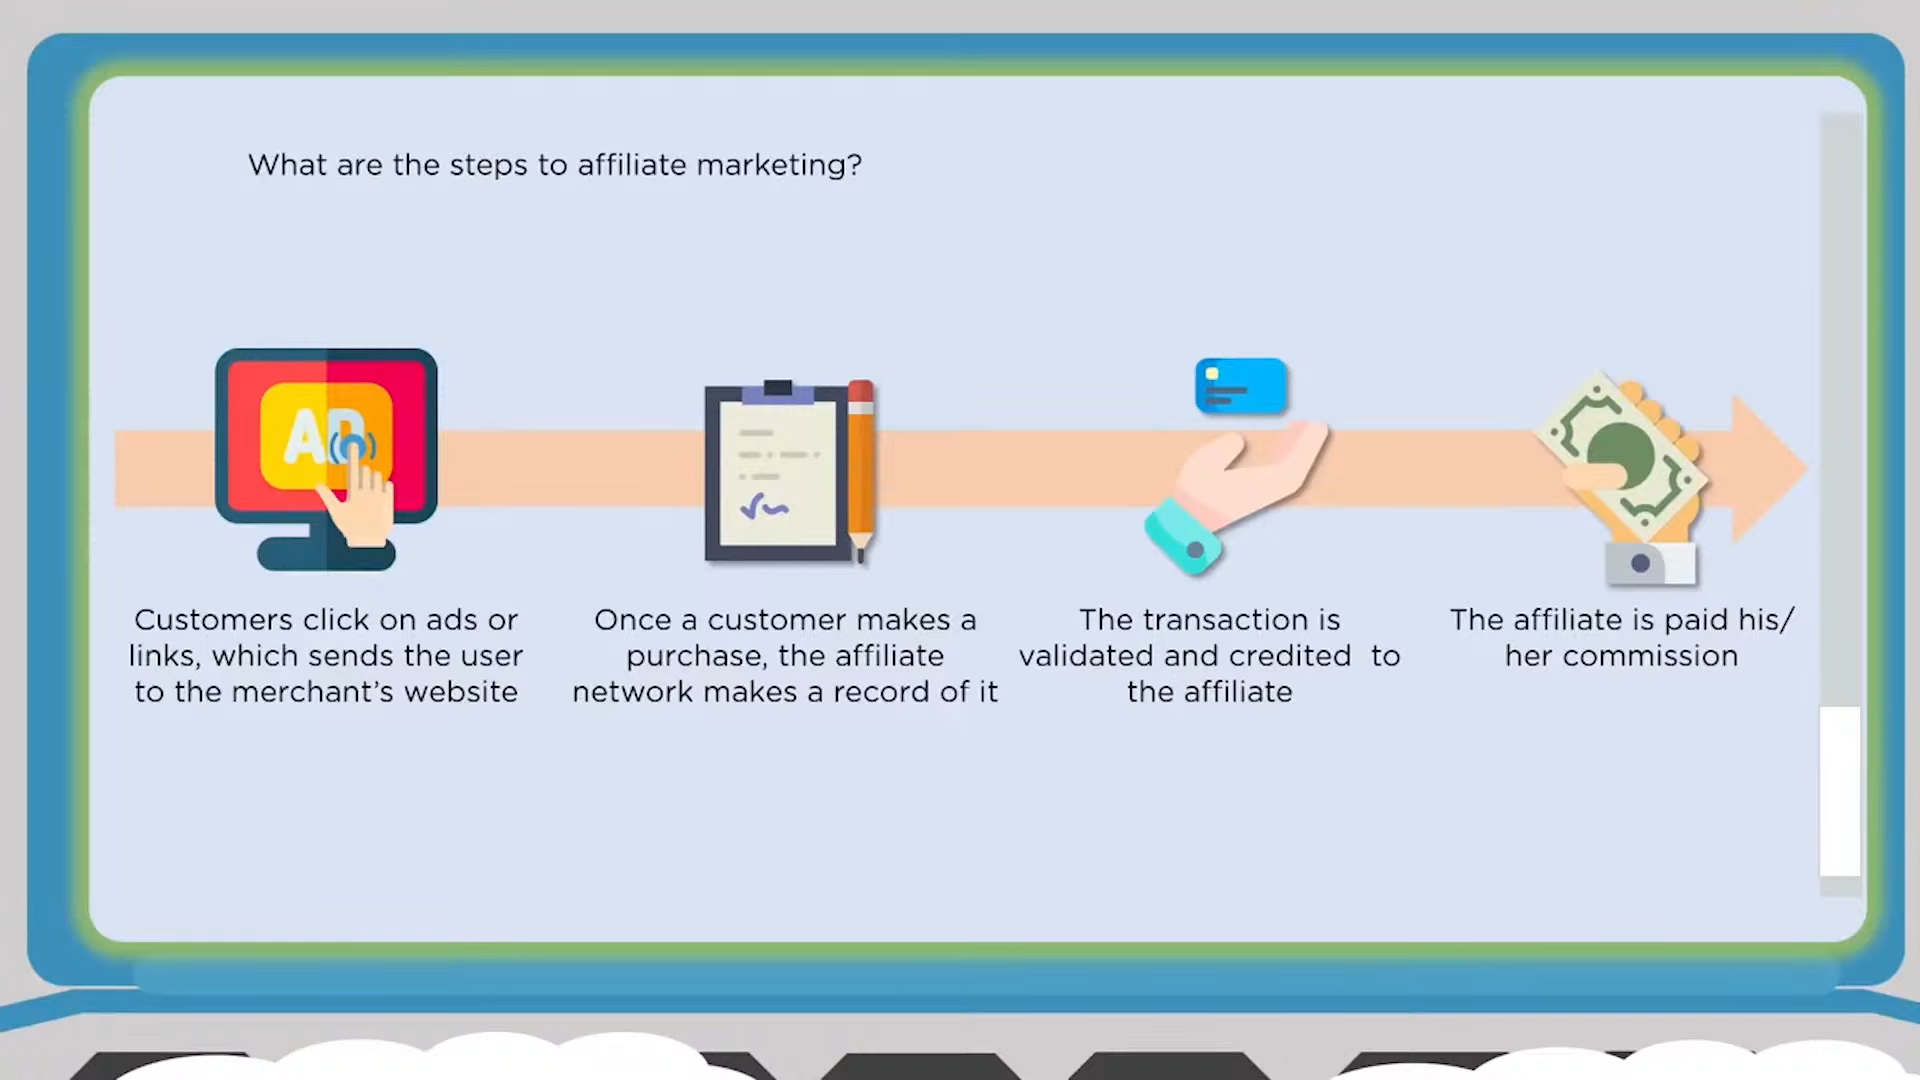 What are the steps to affiliate marketing?
AD
Customers click on ads or
links, which sends the user
to the merchant's website
Once a customer makes a
purchase, the affiliate
network makes a record of it
The transaction is
validated and credited  to
the affiliate
The affiliate is paid his/
her commission